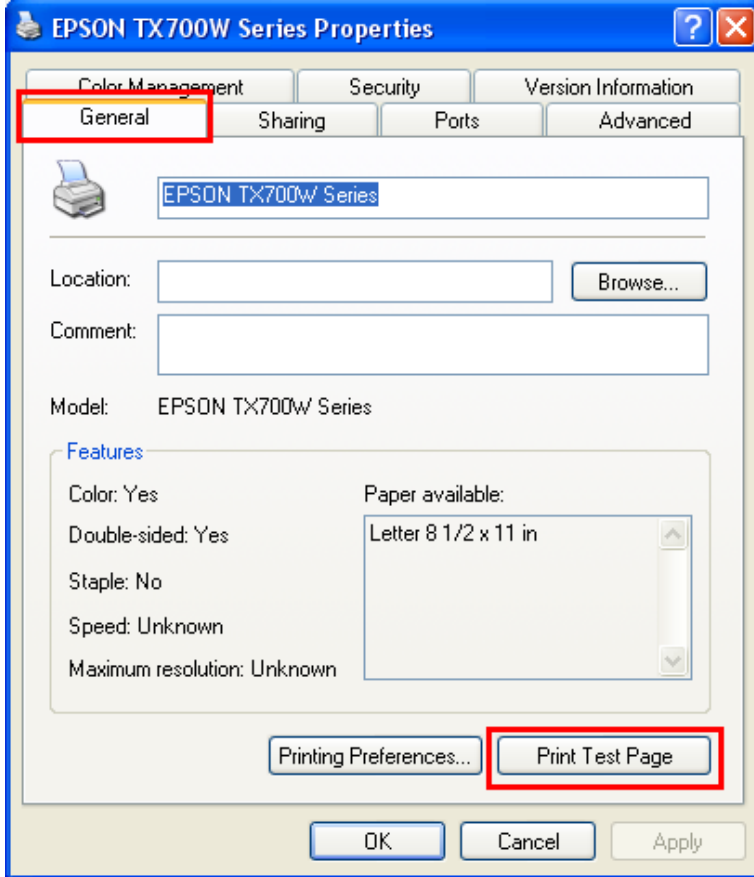 EPSON TX700W Series Properties
Color Management Security Version Information
General Sharing Ports Advanced
EPSON TX700W Series
Location: Browse...
Comment:
Model: EPSON TX700W Series
Features
Color: Yes Paper available:
Double-sided: Yes Letter 8 1/2 x 11 in
Staple: No
Speed: Unknown
Maximum resolution: Unknown
Printing Preferences... Print Test Page
OK Cancel Apply